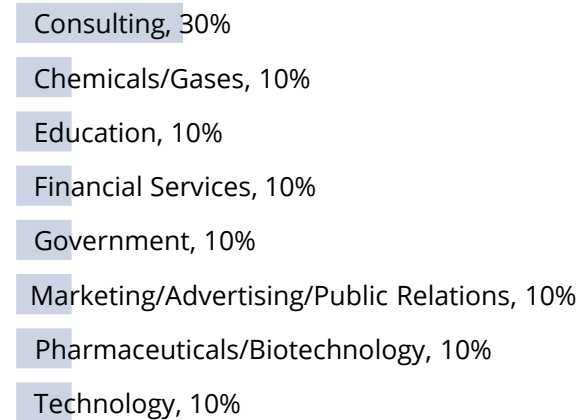 Consulting, 30%
Chemicals/Gases, 10%
Education, 10%
Financial Services, 10%
Government, 10%
Marketing/Advertising/Public Relations, 10%
Pharmaceuticals/Biotechnology, 10%
Technology, 10%